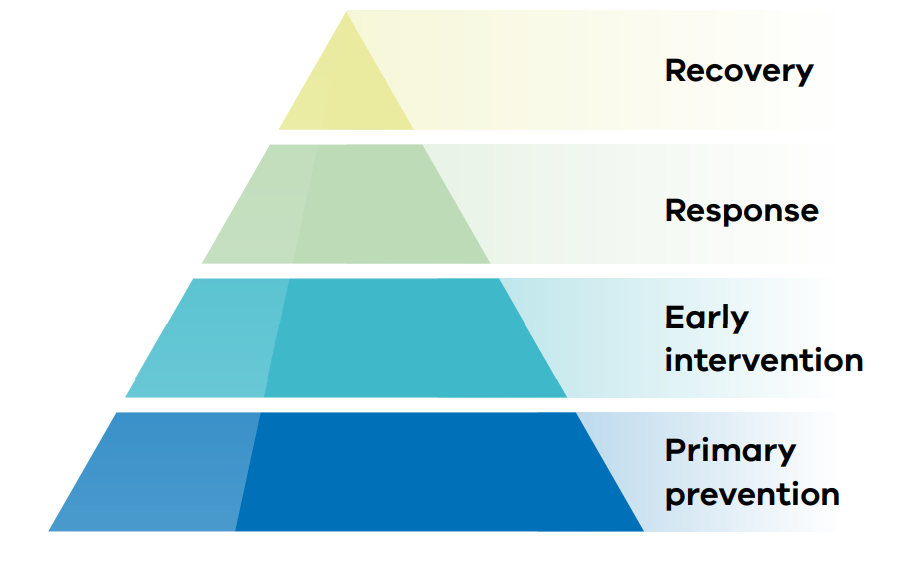 Recovery
Response
Early
intervention
Primary
prevention